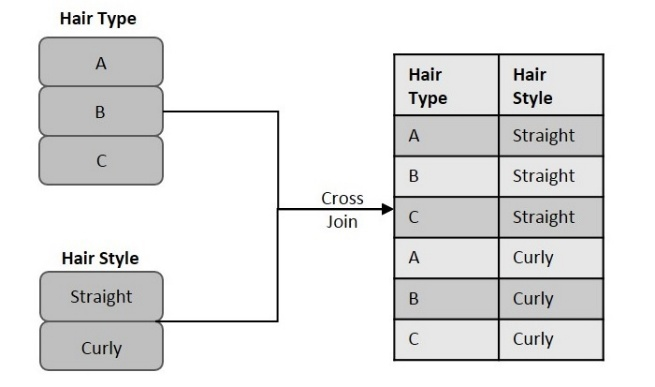 Hair Type
A
B
C
Hair Style
Straight
Curly
Cross
Join
Hair Type Hair Style
A Straight
B Straight
C Straight
A Curly
B Curly
C Curly